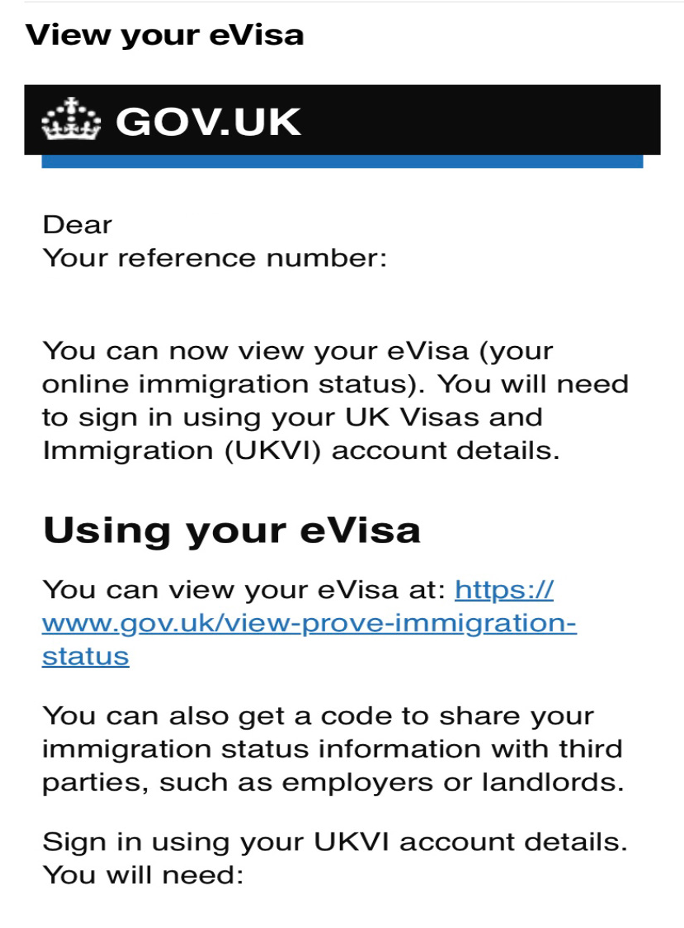 View your eVisa
GOV.UK
Dear
Your reference number:
You can now view your eVisa (your
online immigration status). You will need
to sign in using your UK Visas and
Immigration (UKVI) account details.
Using your eVisa
You can view your eVisa at: https://
www.gov.uk/view-prove-immigration-
status
You can also get a code to share your
immigration status information with third
parties, such as employers or landlords.
Sign in using your UKVI account details.
You will need: